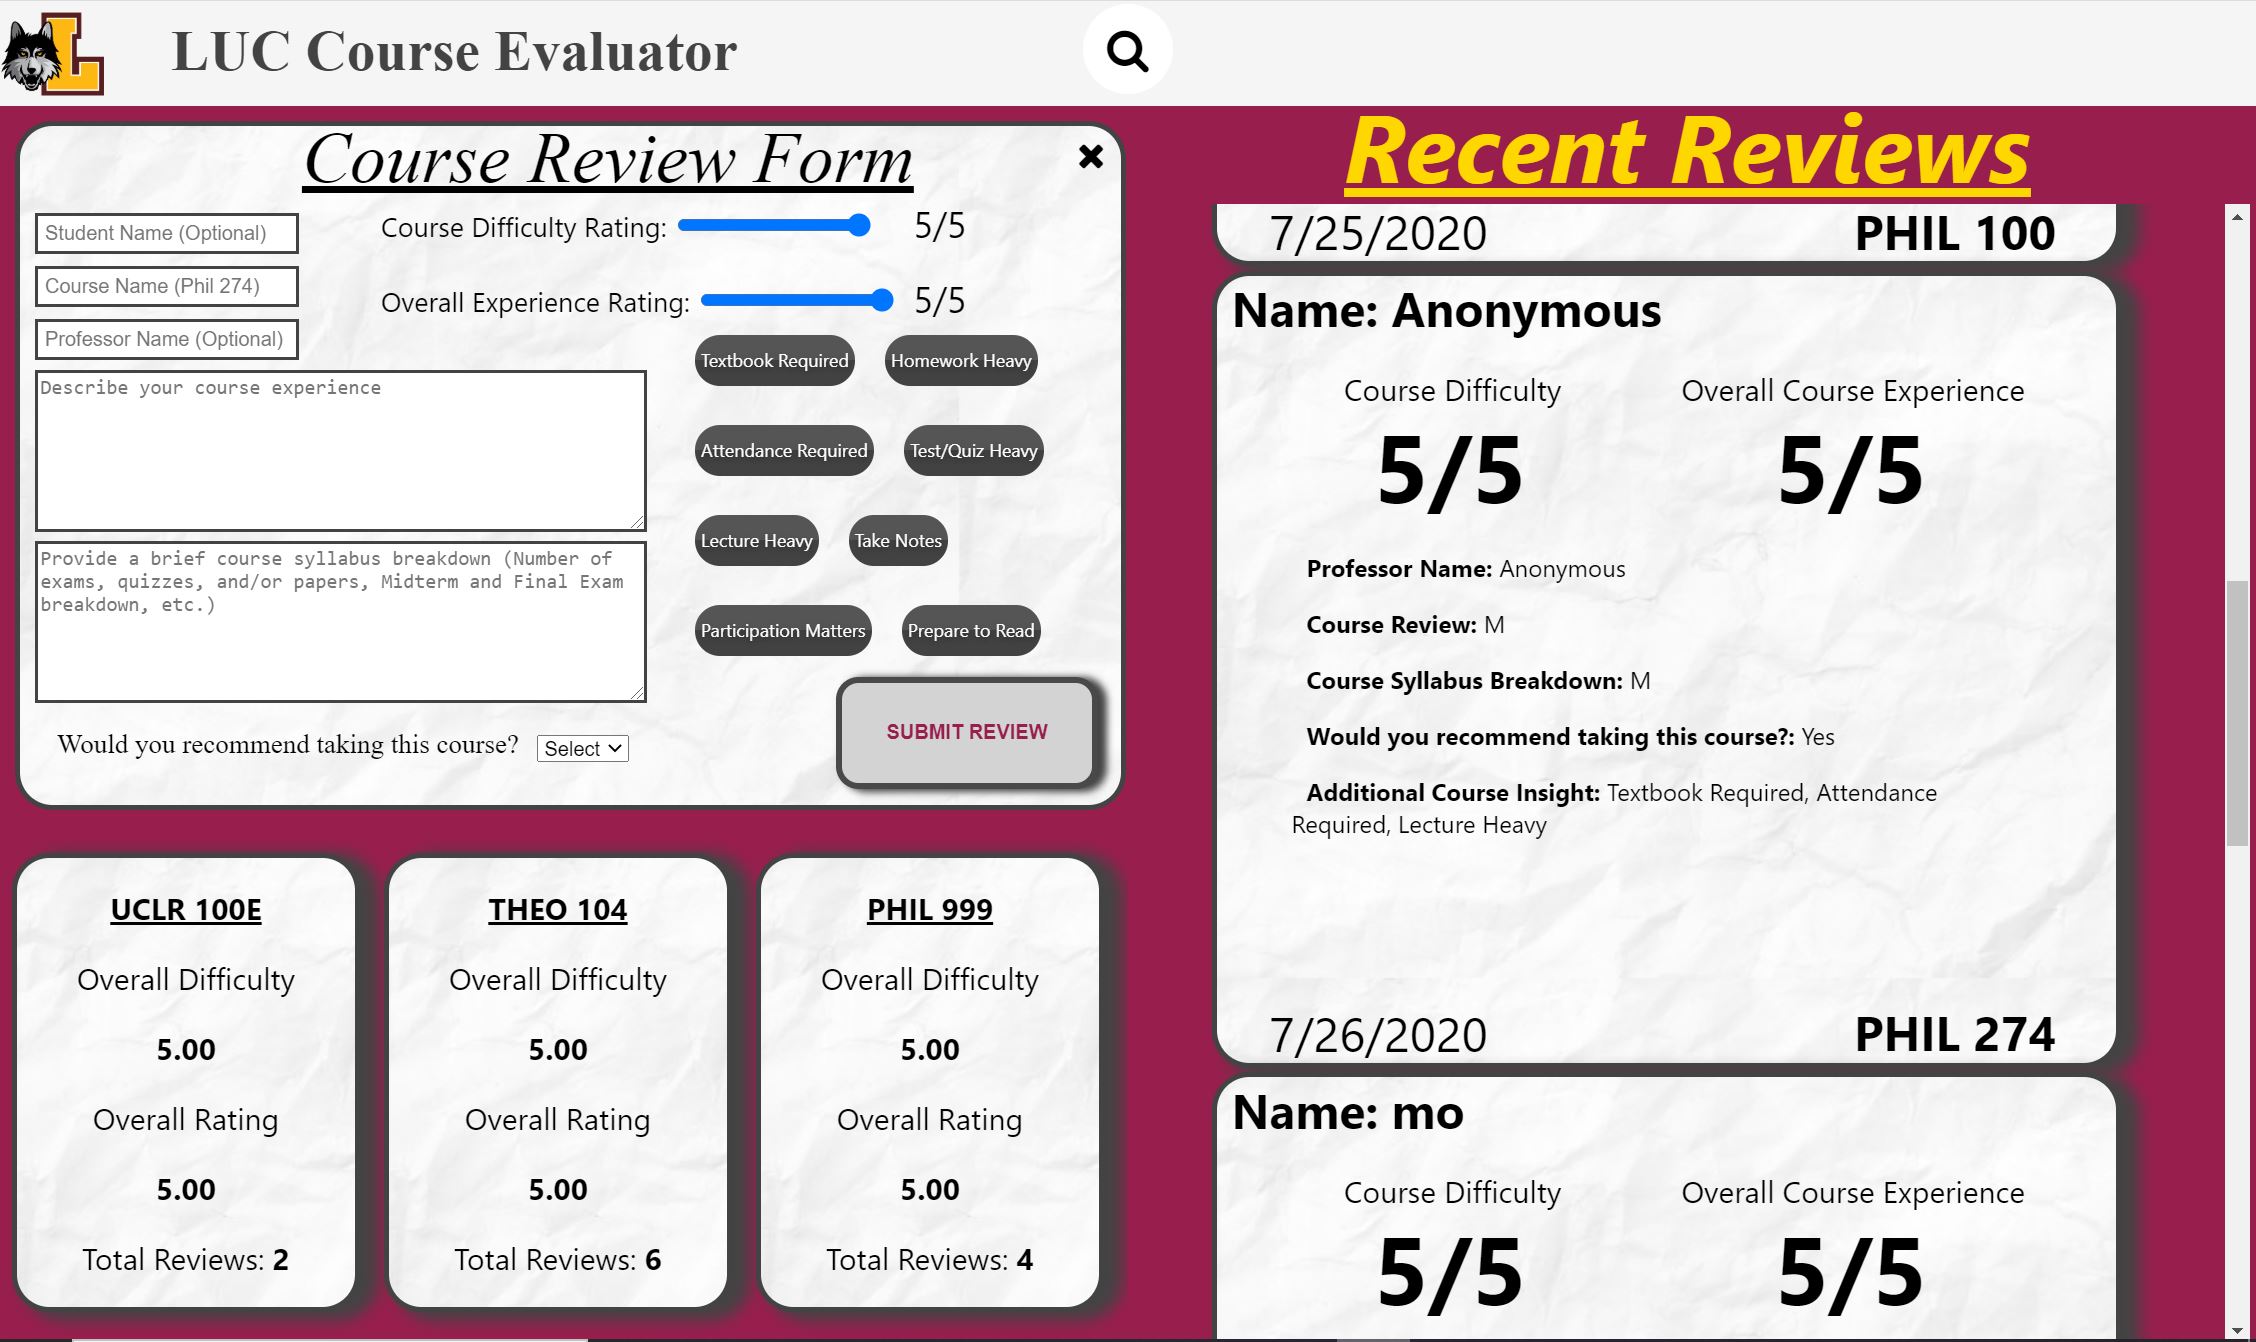 LUC Course Evaluator
Course Review Form
Student Name (Optional)
Course Name (Phil 274)
Professor Name (Optional)
Course Difficulty Rating: 5/5
Overall Experience Rating: 5/5
Describe your course experience
Provide a brief course syllabus breakdown (Number of
exams, quizzes, and/or papers, Midterm and Final Exam
breakdown, etc.)
Textbook Required Homework Heavy
Attendance Required Test/Quiz Heavy
Lecture Heavy Take Notes
Participation Matters Prepare to Read
Would you recommend taking this course? Select
SUBMIT REVIEW
UCLR 100E
Overall Difficulty
5.00
Overall Rating
5.00
Total Reviews: 2
THEO 104
Overall Difficulty
5.00
Overall Rating
5.00
Total Reviews: 6
PHIL 999
Overall Difficulty
5.00
Overall Rating
5.00
Total Reviews: 4
Recent Reviews
7/25/2020 PHIL 100
Name: Anonymous
Course Difficulty Overall Course Experience
5/5 5/5
Professor Name: Anonymous
Course Review: M
Course Syllabus Breakdown: M
Would you recommend taking this course?: Yes
Additional Course Insight: Textbook Required, Attendance
Required, Lecture Heavy
7/26/2020 PHIL 274
Name: mo
Course Difficulty Overall Course Experience
5/5 5/5